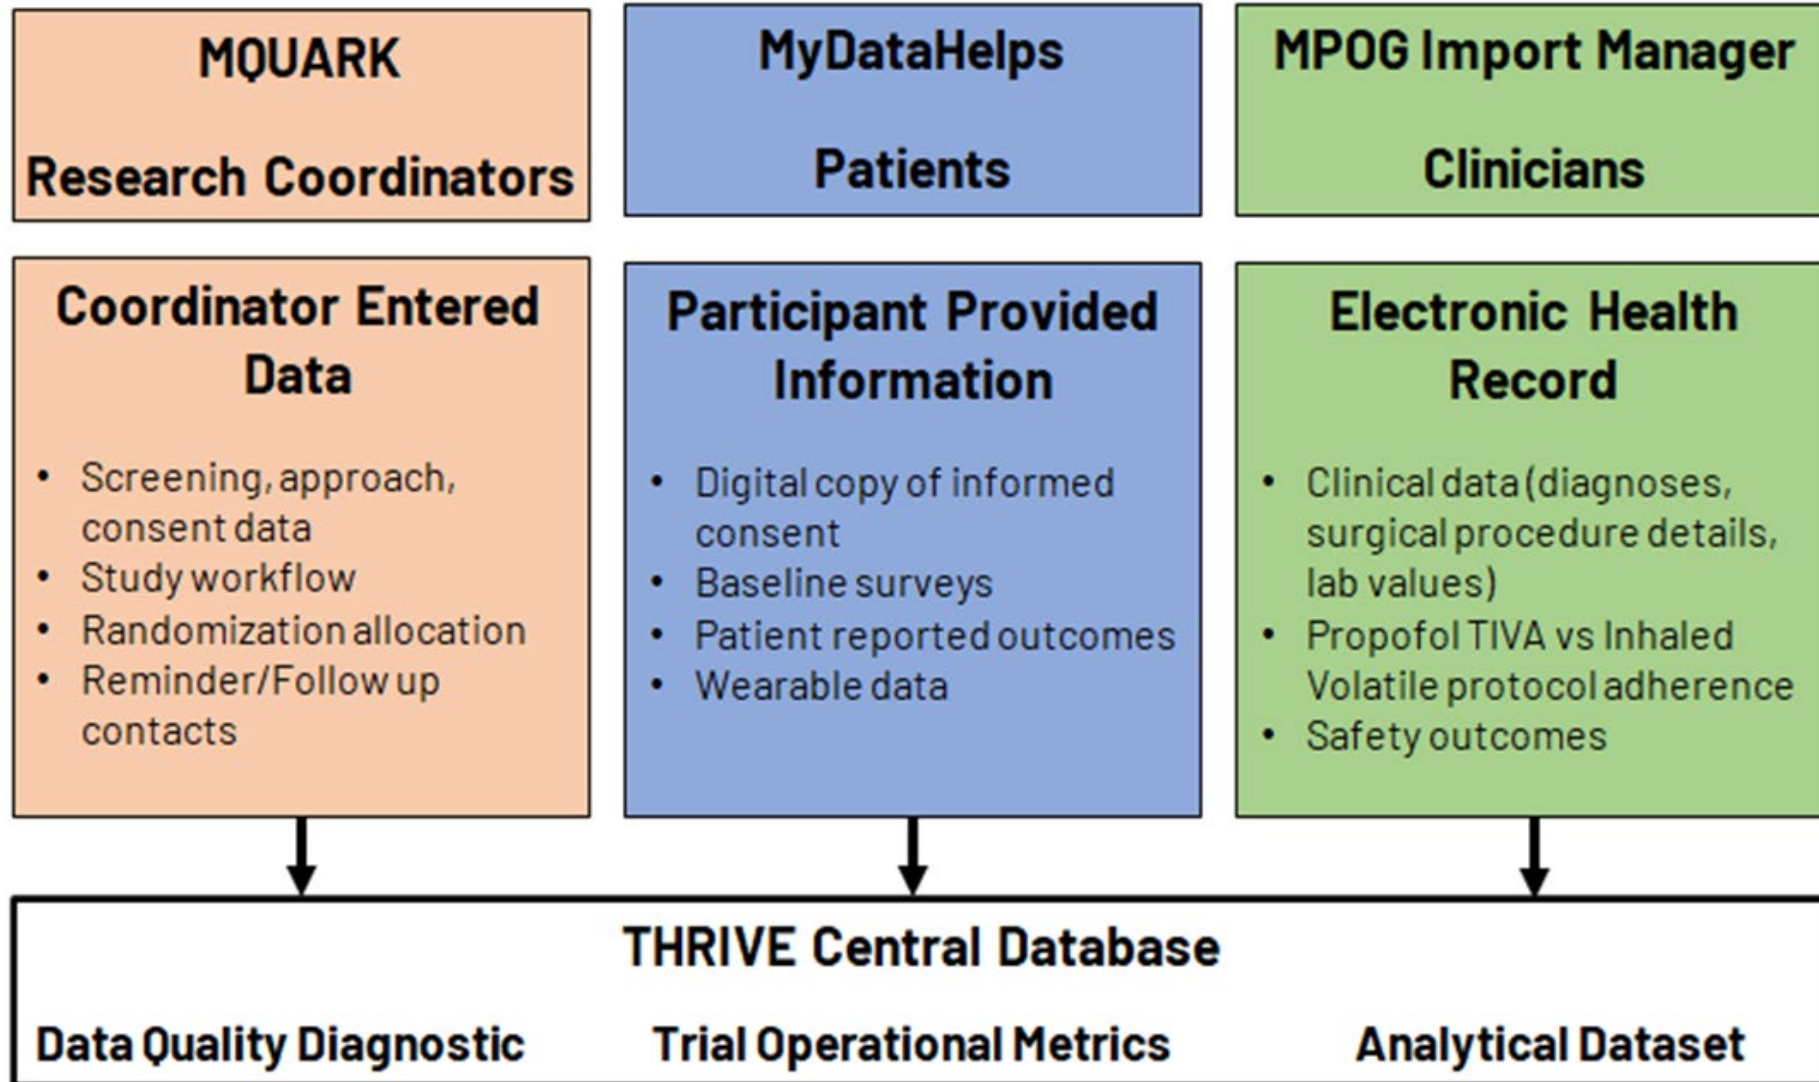 MQUARK
Research Coordinators
MyDataHelps
Patients
MPOG Import Manager
Clinicians
Coordinator Entered
Data
• Screening, approach,
consent data
• Study workflow
• Randomization allocation
• Reminder/Follow up
contacts
Participant Provided
Information
• Digital copy of informed
consent
• Baseline surveys
• Patient reported outcomes
• Wearable data
Electronic Health
Record
• Clinical data (diagnoses,
surgical procedure details,
lab values)
• Propofol TIVA vs Inhaled
Volatile protocol adherence
• Safety outcomes
THRIVE Central Database
Data Quality Diagnostic
Trial Operational Metrics
Analytical Dataset